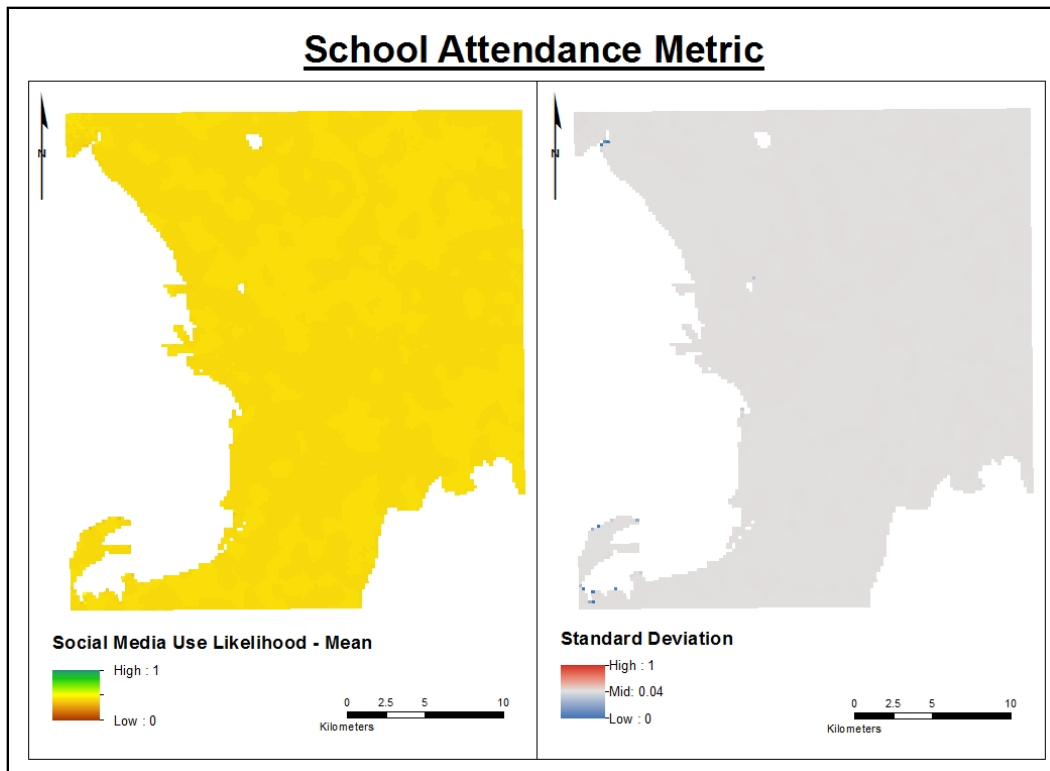 School Attendance Metric
N
N
Social Media Use Likelihood - Mean
High : 1
Low : 0
0 2.5 5 10
Kilometers
Standard Deviation
High : 1
Mid: 0.04
Low : 0
0 2.5 5 10
Kilometers